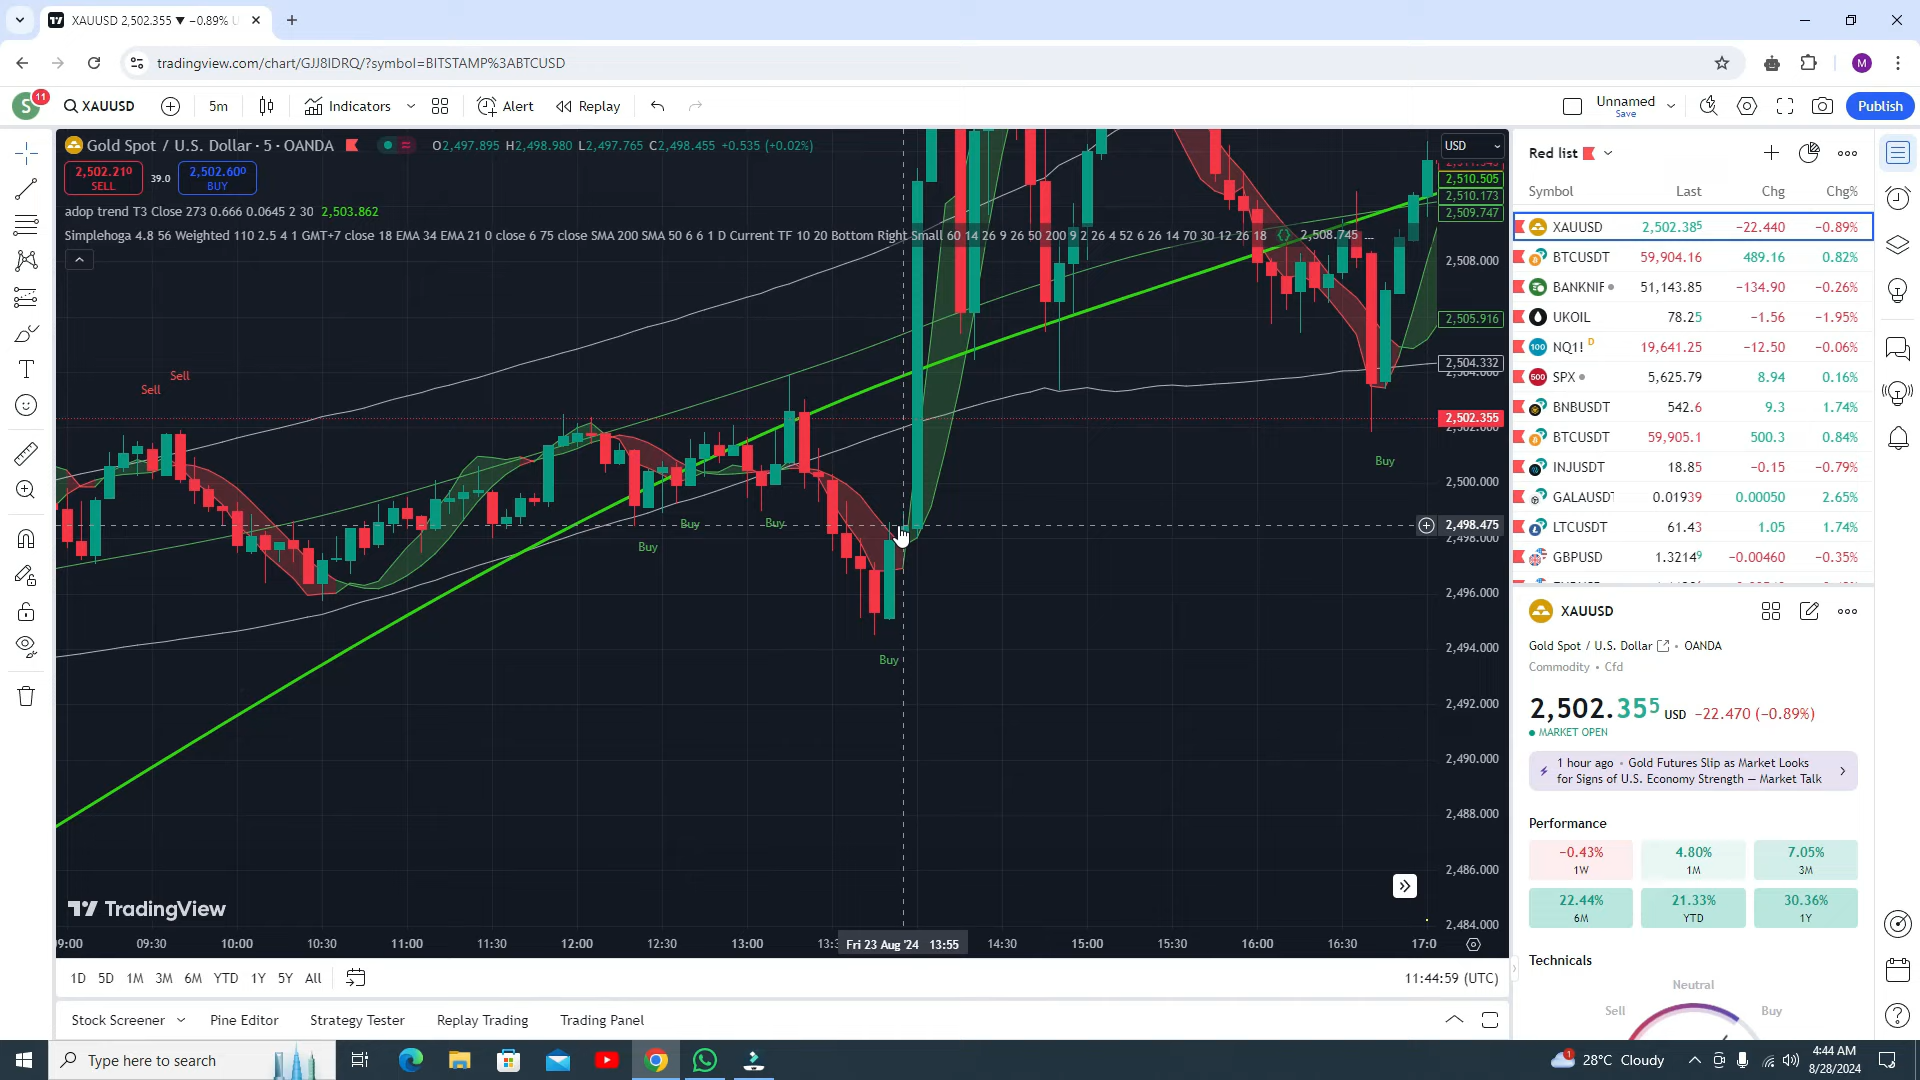 XAUUSD 2,502.355 ▼ −0.89% U
tradingview.com/chart/GJJ8IDRQ/?symbol=BITSTAMP%3ABTCUSD
M
S 11 XAUUSD 5m Indicators Alert Replay Unnamed Save Publish
Gold Spot / U.S. Dollar · 5 · OANDA O2,497.895 H2,498.980 L2,497.765 C2,498.455 +0.535 (+0.02%)
2,502.210 SELL 39.0 2,502.600 BUY
adop trend T3 Close 273 0.666 0.0645 2 30 2,503.862
Simplehoga 4.8 56 Weighted 110 2.5 4 1 GMT+7 close 18 EMA 34 EMA 21 0 close 6 75 close SMA 200 SMA 50 6 6 1 D Current TF 10 20 Bottom Right Small 60 14 26 9 26 50 200 9 2 26 4 52 6 26 14 70 30 12 26 18 2,508.745 ...
Sell
Sell
Buy
Buy
Buy
Buy
Buy
USD
2,510.505
2,510.173
2,509.747
2,508.000
2,505.916
2,504.332
2,504.000
2,502.355
2,502.000
2,500.000
2,498.475
2,498.000
2,496.000
2,494.000
2,492.000
2,490.000
2,488.000
2,486.000
2,484.000
TradingView
09:00 09:30 10:00 10:30 11:00 11:30 12:00 12:30 13:00 13:3 Fri 23 Aug '24 13:55 14:30 15:00 15:30 16:00 16:30 17:0
1D 5D 1M 3M 6M YTD 1Y 5Y All 11:44:59 (UTC)
Stock Screener Pine Editor Strategy Tester Replay Trading Trading Panel
Red list
Symbol Last Chg Chg%
XAUUSD 2,502.385 −22.440 −0.89%
BTCUSDT 59,904.16 489.16 0.82%
BANKNIF 51,143.85 −134.90 −0.26%
UKOIL 78.25 −1.56 −1.95%
100 NQ1! D 19,641.25 −12.50 −0.06%
500 SPX 5,625.79 8.94 0.16%
BNBUSDT 542.6 9.3 1.74%
BTCUSDT 59,905.1 500.3 0.84%
INJUSDT 18.85 −0.15 −0.79%
GALAUSDT 0.01939 0.00050 2.65%
LTCUSDT 61.43 1.05 1.74%
GBPUSD 1.32149 −0.00460 −0.35%
XAUUSD
Gold Spot / U.S. Dollar • OANDA
Commodity • Cfd
2,502.355 USD −22.470 (−0.89%)
MARKET OPEN
1 hour ago • Gold Futures Slip as Market Looks
for Signs of U.S. Economy Strength — Market Talk
Performance
−0.43% 4.80% 7.05%
1W 1M 3M
22.44% 21.33% 30.36%
6M YTD 1Y
Technicals
Neutral
Sell Buy
Type here to search
1 28°C Cloudy 4:44 AM
8/28/2024